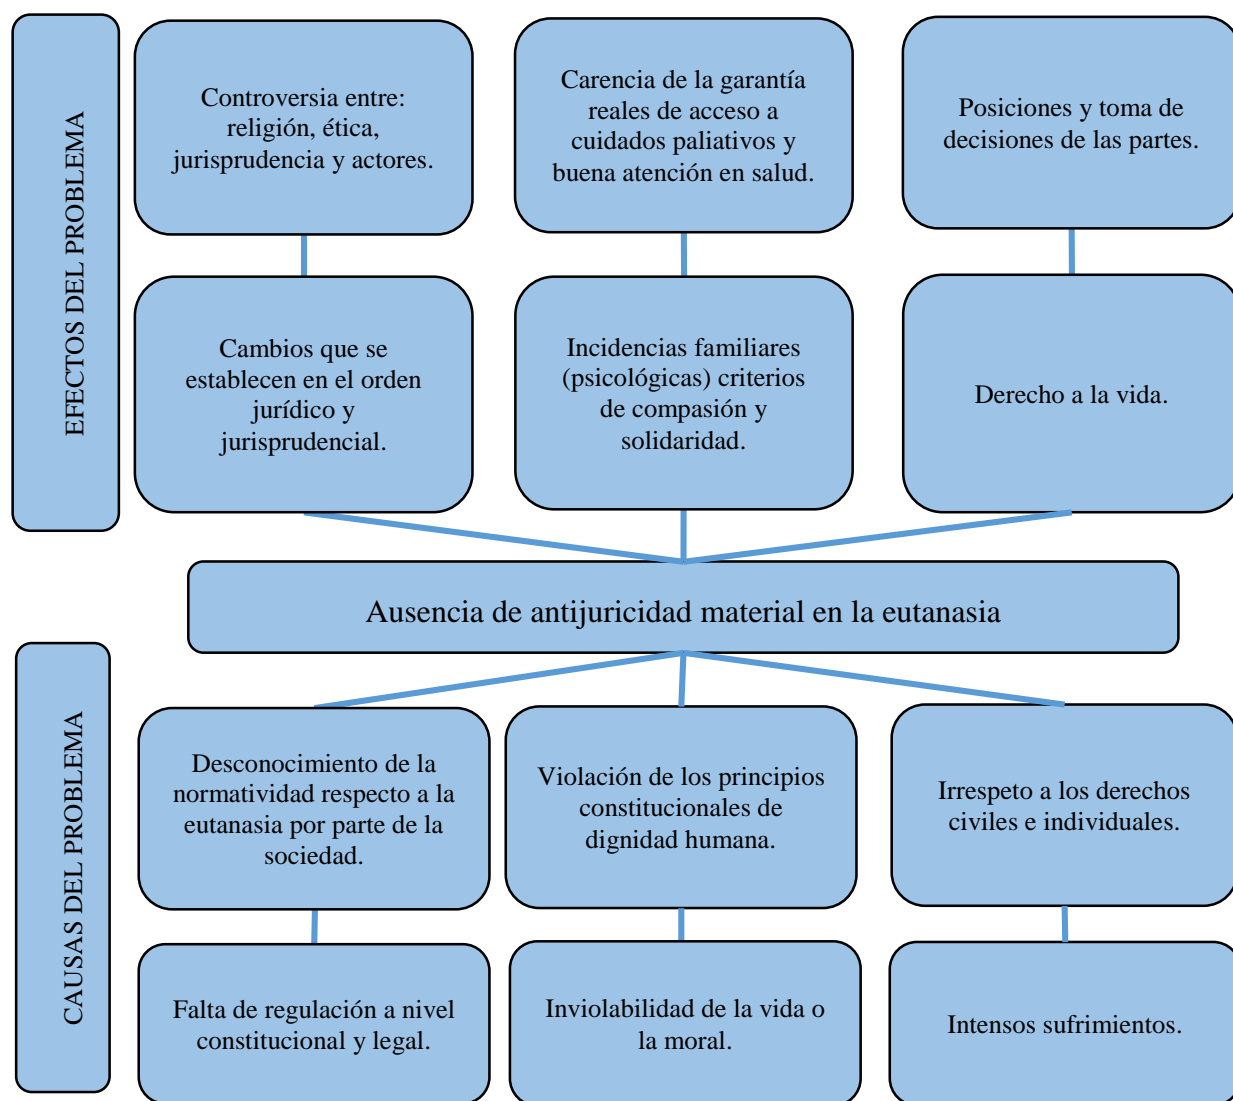 EFECTOS DEL PROBLEMA
Controversia entre:
religión, ética,
jurisprudencia y actores.
Carencia de la garantía
reales de acceso a
cuidados paliativos y
buena atención en salud.
Posiciones y toma de
decisiones de las partes.
Cambios que se
establecen en el orden
jurídico y
jurisprudencial.
Incidencias familiares
(psicológicas) criterios
de compasión y
solidaridad.
Derecho a la vida.
Ausencia de antijuricidad material en la eutanasia
CAUSAS DEL PROBLEMA
Desconocimiento de la
normatividad respecto a la
eutanasia por parte de la
sociedad.
Violación de los principios
constitucionales de
dignidad humana.
Irrespeto a los derechos
civiles e individuales.
Falta de regulación a nivel
constitucional y legal.
Inviolabilidad de la vida o
la moral.
Intensos sufrimientos.